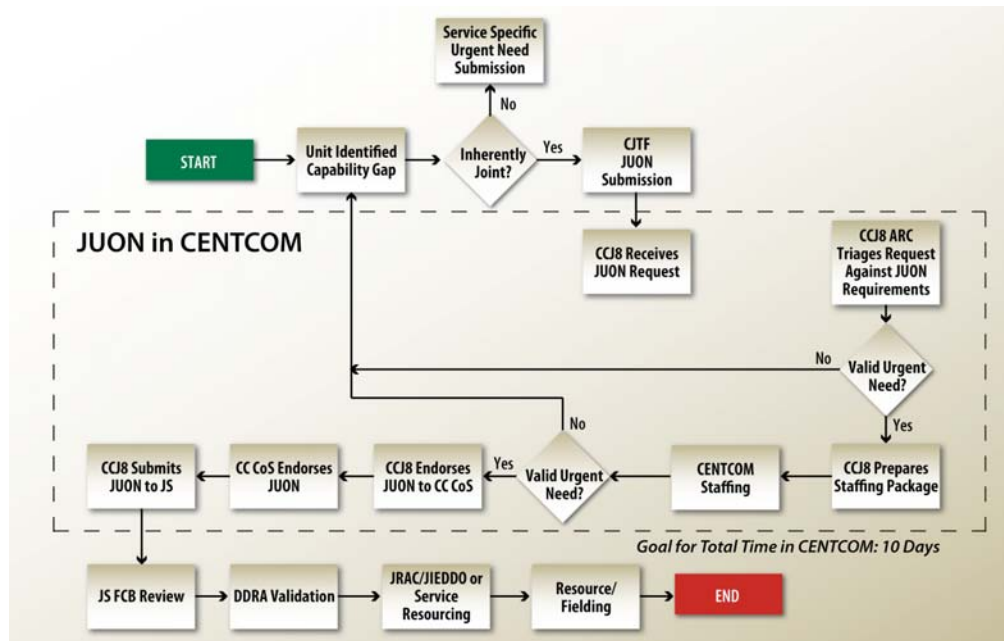 Service Specific
Urgent Need
Submission
No
START
Unit Identified
Capability Gap
Inherently
Joint?
Yes
CJTF
JUON
Submission
JUON in CENTCOM
CCJ8 Receives
JUON Request
CCJ8 ARC
Triages Request
Against JUON
Requirements
No
Valid Urgent
Need?
Yes
No
CCJ8 Submits
JUON to JS
CC CoS Endorses
JUON
CCJ8 Endorses
JUON to CC CoS
Yes
Valid Urgent
Need?
CENTCOM
Staffing
CCJ8 Prepares
Staffing Package
Goal for Total Time in CENTCOM: 10 Days
JS FCB Review
DDRA Validation
JRAC/JIEDDO or
Service
Resourcing
Resource/
Fielding
END